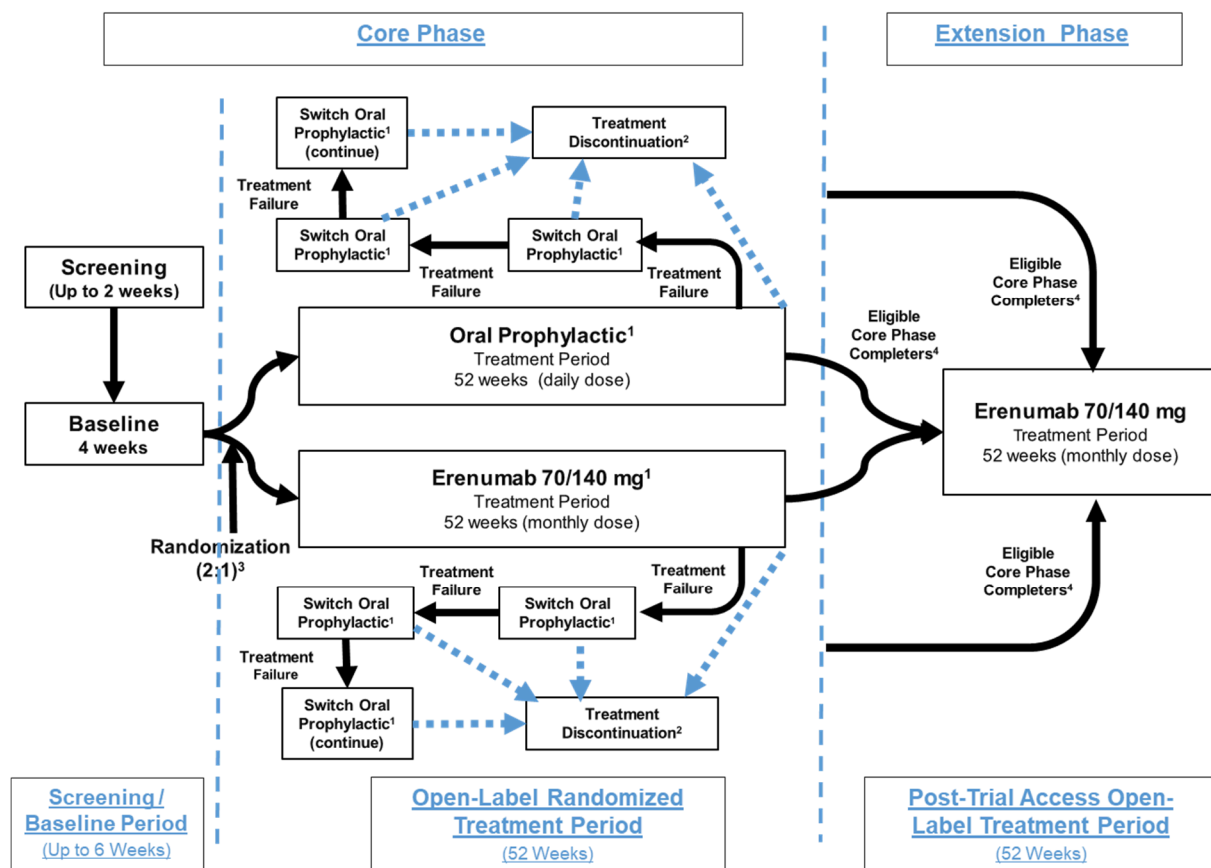 Core Phase
Extension Phase
Switch Oral
Prophylactic¹
(continue)
Treatment
Discontinuation²
Treatment
Failure
Switch Oral
Prophylactic¹
Switch Oral
Prophylactic¹
Treatment
Failure
Treatment
Failure
Screening
(Up to 2 weeks)
Eligible
Core Phase
Completers⁴
Oral Prophylactic¹
Treatment Period
52 weeks (daily dose)
Eligible
Core Phase
Completers⁴
Baseline
4 weeks
Erenumab 70/140 mg
Treatment Period
52 weeks (monthly dose)
Erenumab 70/140 mg¹
Treatment Period
52 weeks (monthly dose)
Randomization
(2:1)³
Treatment
Failure
Treatment
Failure
Eligible
Core Phase
Completers⁴
Switch Oral
Prophylactic¹
Switch Oral
Prophylactic¹
Treatment
Failure
Switch Oral
Prophylactic¹
(continue)
Treatment
Discontinuation²
Screening/
Baseline Period
(Up to 6 Weeks)
Open-Label Randomized
Treatment Period
(52 Weeks)
Post-Trial Access Open-
Label Treatment Period
(52 Weeks)